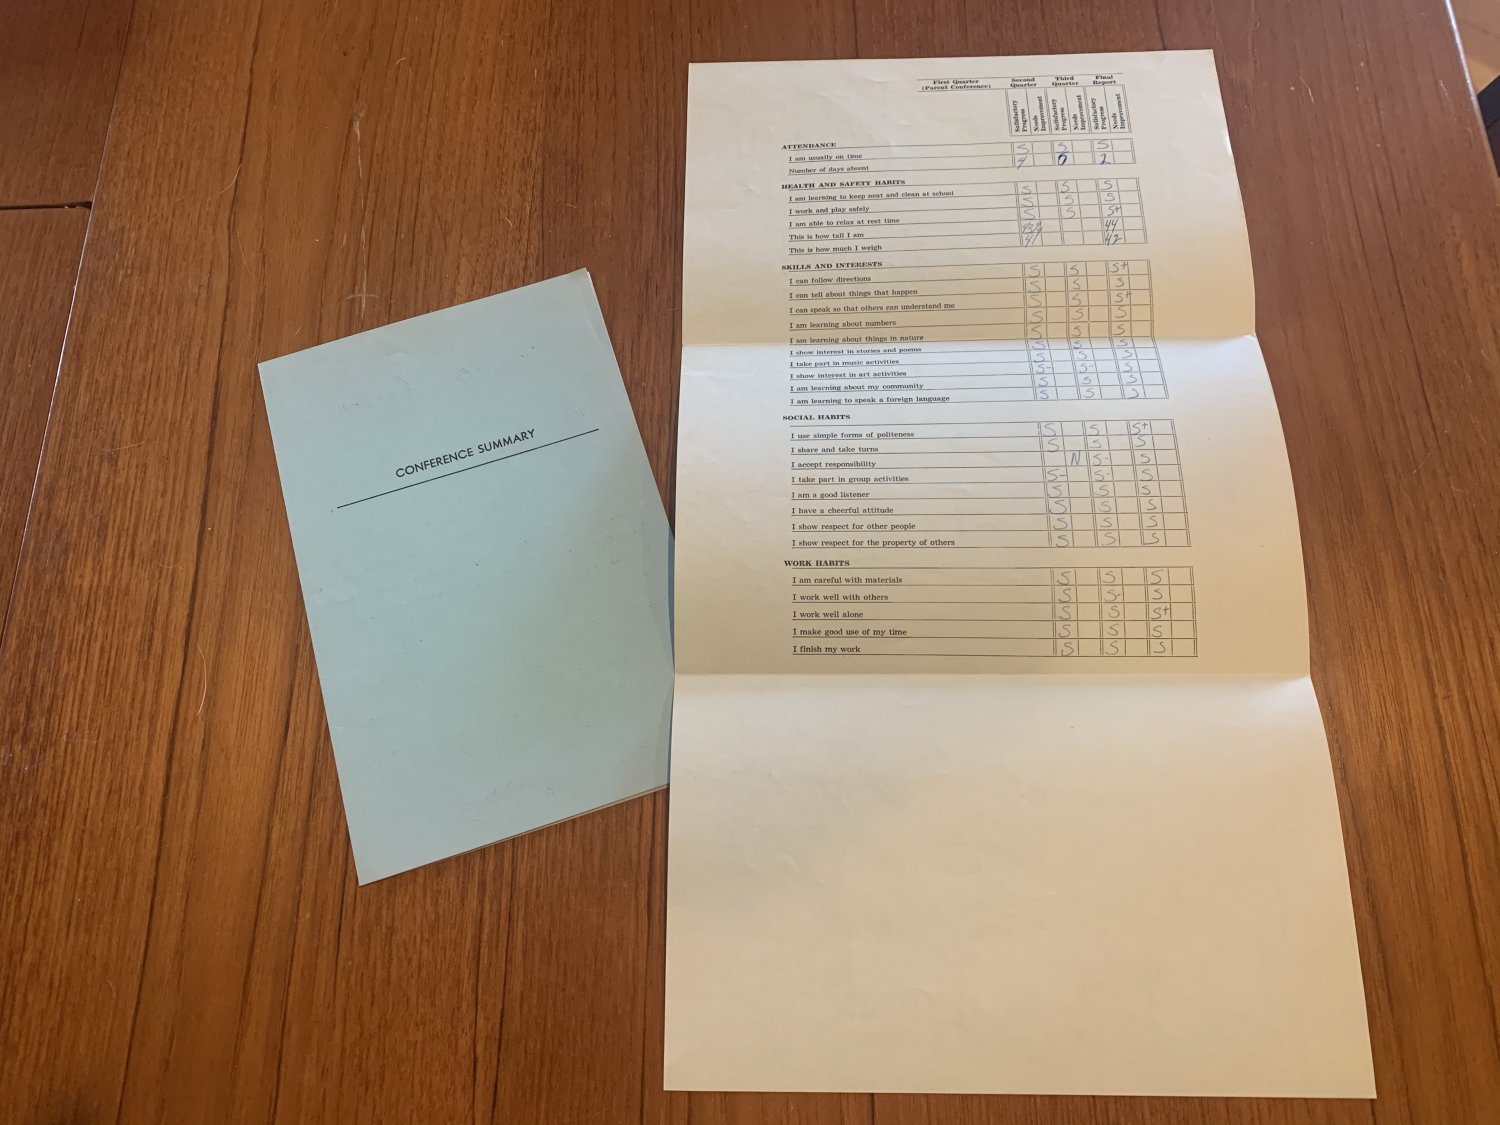 CONFERENCE SUMMARY
First Quarter (Parent Conference) Second Quarter Third Quarter Final Report
Satisfactory Progress Needs Improvement Satisfactory Progress Needs Improvement Satisfactory Progress Needs Improvement
ATTENDANCE
I am usually on time S S S
Number of days absent 4 0 2
HEALTH AND SAFETY HABITS
I am learning to keep neat and clean at school S S S
I work and play safely S S S
I am able to relax at rest time S S S+
This is how tall I am 44
This is how much I weigh 41 42
SKILLS AND INTERESTS
I can follow directions S S S+
I can tell about things that happen S S S
I can speak so that others can understand me S S S+
I am learning about numbers S S S
I am learning about things in nature S S S
I show interest in stories and poems S S S
I take part in music activities S S S
I show interest in art activities S- S- S
I am learning about my community S S S
I am learning to speak a foreign language S S S
SOCIAL HABITS
I use simple forms of politeness S S S+
I share and take turns S S S
I accept responsibility N S- S
I take part in group activities S- S- S
I am a good listener S S S
I have a cheerful attitude S S S
I show respect for other people S S S
I show respect for the property of others S S S
WORK HABITS
I am careful with materials S S S
I work well with others S S- S
I work well alone S S S+
I make good use of my time S S S
I finish my work S S S